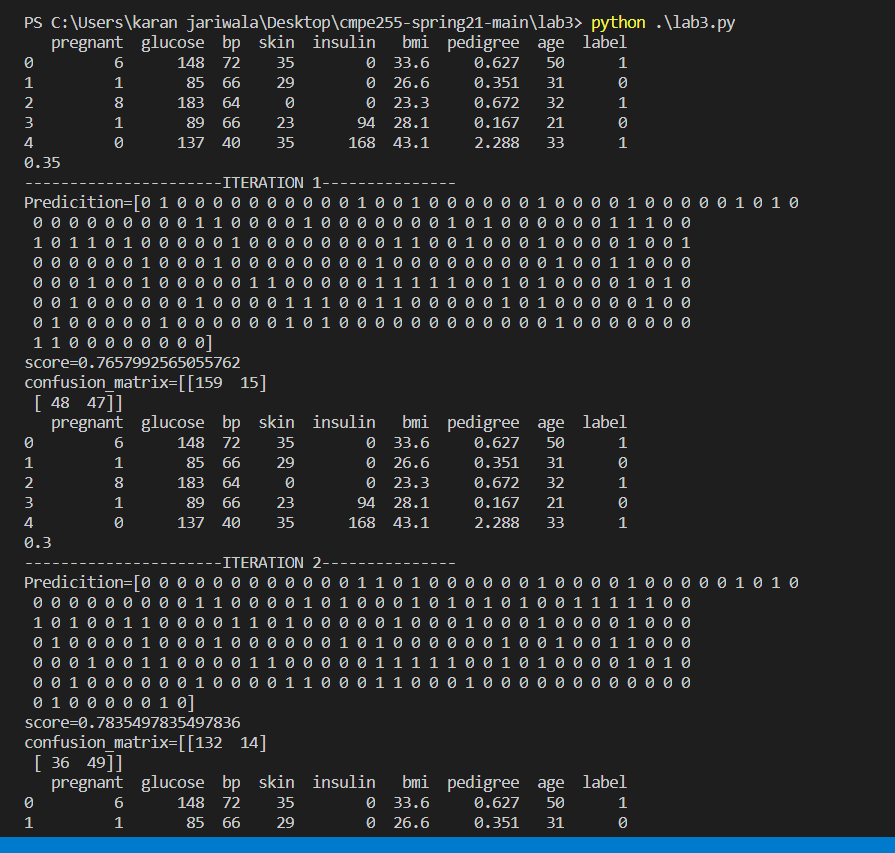 PS C:\Users\karan jariwala\Desktop\cmpe255-spring21-main\lab3> python .\lab3.py
pregnant glucose bp skin insulin bmi pedigree age label
0 6 148 72 35 0 33.6 0.627 50 1
1 1 85 66 29 0 26.6 0.351 31 0
2 8 183 64 0 0 23.3 0.672 32 1
3 1 89 66 23 94 28.1 0.167 21 0
4 0 137 40 35 168 43.1 2.288 33 1
0.35
----------------------ITERATION 1---------------
Predicition=[0 1 0 0 0 0 0 0 0 0 0 0 1 0 0 1 0 0 0 0 0 0 1 0 0 0 0 1 0 0 0 0 0 1 0 1 0
0 0 0 0 0 0 0 0 0 1 1 0 0 0 0 1 0 0 0 0 0 0 0 1 0 1 0 0 0 0 0 0 1 1 1 0 0
1 0 1 1 0 1 0 0 0 0 0 1 0 0 0 0 0 0 0 0 1 1 0 0 1 0 0 0 1 0 0 0 0 1 0 0 1
0 0 0 0 0 0 1 0 0 0 1 0 0 0 0 0 0 0 0 1 0 0 0 0 0 0 0 0 0 1 0 0 1 1 0 0 0
0 0 0 1 0 0 1 0 0 0 0 0 1 1 0 0 0 0 0 1 1 1 1 1 0 0 1 0 1 0 0 0 0 1 0 1 0
0 0 1 0 0 0 0 0 0 1 0 0 0 0 1 1 1 0 0 1 1 0 0 0 0 0 1 0 1 0 0 0 0 0 1 0 0
0 1 0 0 0 0 0 1 0 0 0 0 0 0 1 0 1 0 0 0 0 0 0 0 0 0 0 0 0 1 0 0 0 0 0 0 0
1 1 0 0 0 0 0 0 0 0]
score=0.7657992565055762
confusion_matrix=[[159 15]
[ 48 47]]
pregnant glucose bp skin insulin bmi pedigree age label
0 6 148 72 35 0 33.6 0.627 50 1
1 1 85 66 29 0 26.6 0.351 31 0
2 8 183 64 0 0 23.3 0.672 32 1
3 1 89 66 23 94 28.1 0.167 21 0
4 0 137 40 35 168 43.1 2.288 33 1
0.3
----------------------ITERATION 2---------------
Predicition=[0 0 0 0 0 0 0 0 0 0 0 0 1 1 0 1 0 0 0 0 0 0 1 0 0 0 0 1 0 0 0 0 0 1 0 1 0
0 0 0 0 0 0 0 0 0 1 1 0 0 0 0 1 0 1 0 0 0 1 0 1 0 1 0 1 0 0 1 1 1 1 1 0 0
1 0 1 0 0 1 1 0 0 0 0 1 1 0 1 0 0 0 0 0 1 0 0 0 1 0 0 0 1 0 0 0 0 1 0 0 0
0 1 0 0 0 0 1 0 0 0 1 0 0 0 0 0 0 1 0 1 0 0 0 0 0 0 1 0 0 1 0 0 1 1 0 0 0
0 0 0 1 0 0 1 1 0 0 0 0 1 1 0 0 0 0 0 1 1 1 1 1 0 0 1 0 1 0 0 0 0 1 0 1 0
0 0 1 0 0 0 0 0 0 1 0 0 0 0 1 1 0 0 0 1 1 0 0 0 1 0 0 0 0 0 0 0 0 0 0 0 0
0 1 0 0 0 0 0 1 0]
score=0.7835497835497836
confusion_matrix=[[132 14]
[ 36 49]]
pregnant glucose bp skin insulin bmi pedigree age label
0 6 148 72 35 0 33.6 0.627 50 1
1 1 85 66 29 0 26.6 0.351 31 0